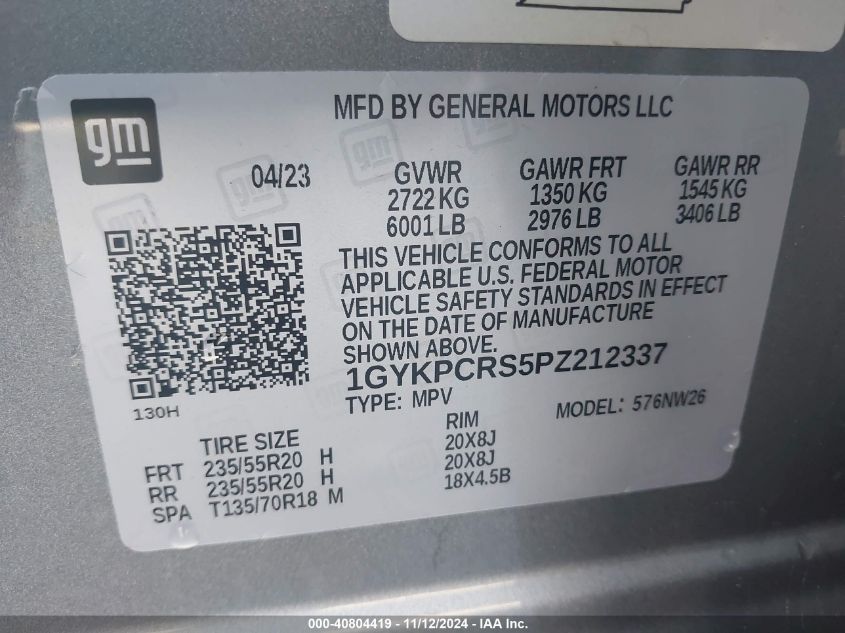 gm
MFD BY GENERAL MOTORS LLC
04/23
GVWR GAWR FRT GAWR RR
2722 KG 1350 KG 1545 KG
6001 LB 2976 LB 3406 LB
THIS VEHICLE CONFORMS TO ALL
APPLICABLE U.S. FEDERAL MOTOR
VEHICLE SAFETY STANDARDS IN EFFECT
ON THE DATE OF MANUFACTURE
SHOWN ABOVE.
1GYKPCRS5PZ212337
TYPE: MPV MODEL: 576NW26
130H
TIRE SIZE RIM
FRT 235/55R20 H 20X8J
RR 235/55R20 H 20X8J
SPA T135/70R18 M 18X4.5B
000-40804419 - 11/12/2024 - IAA Inc.